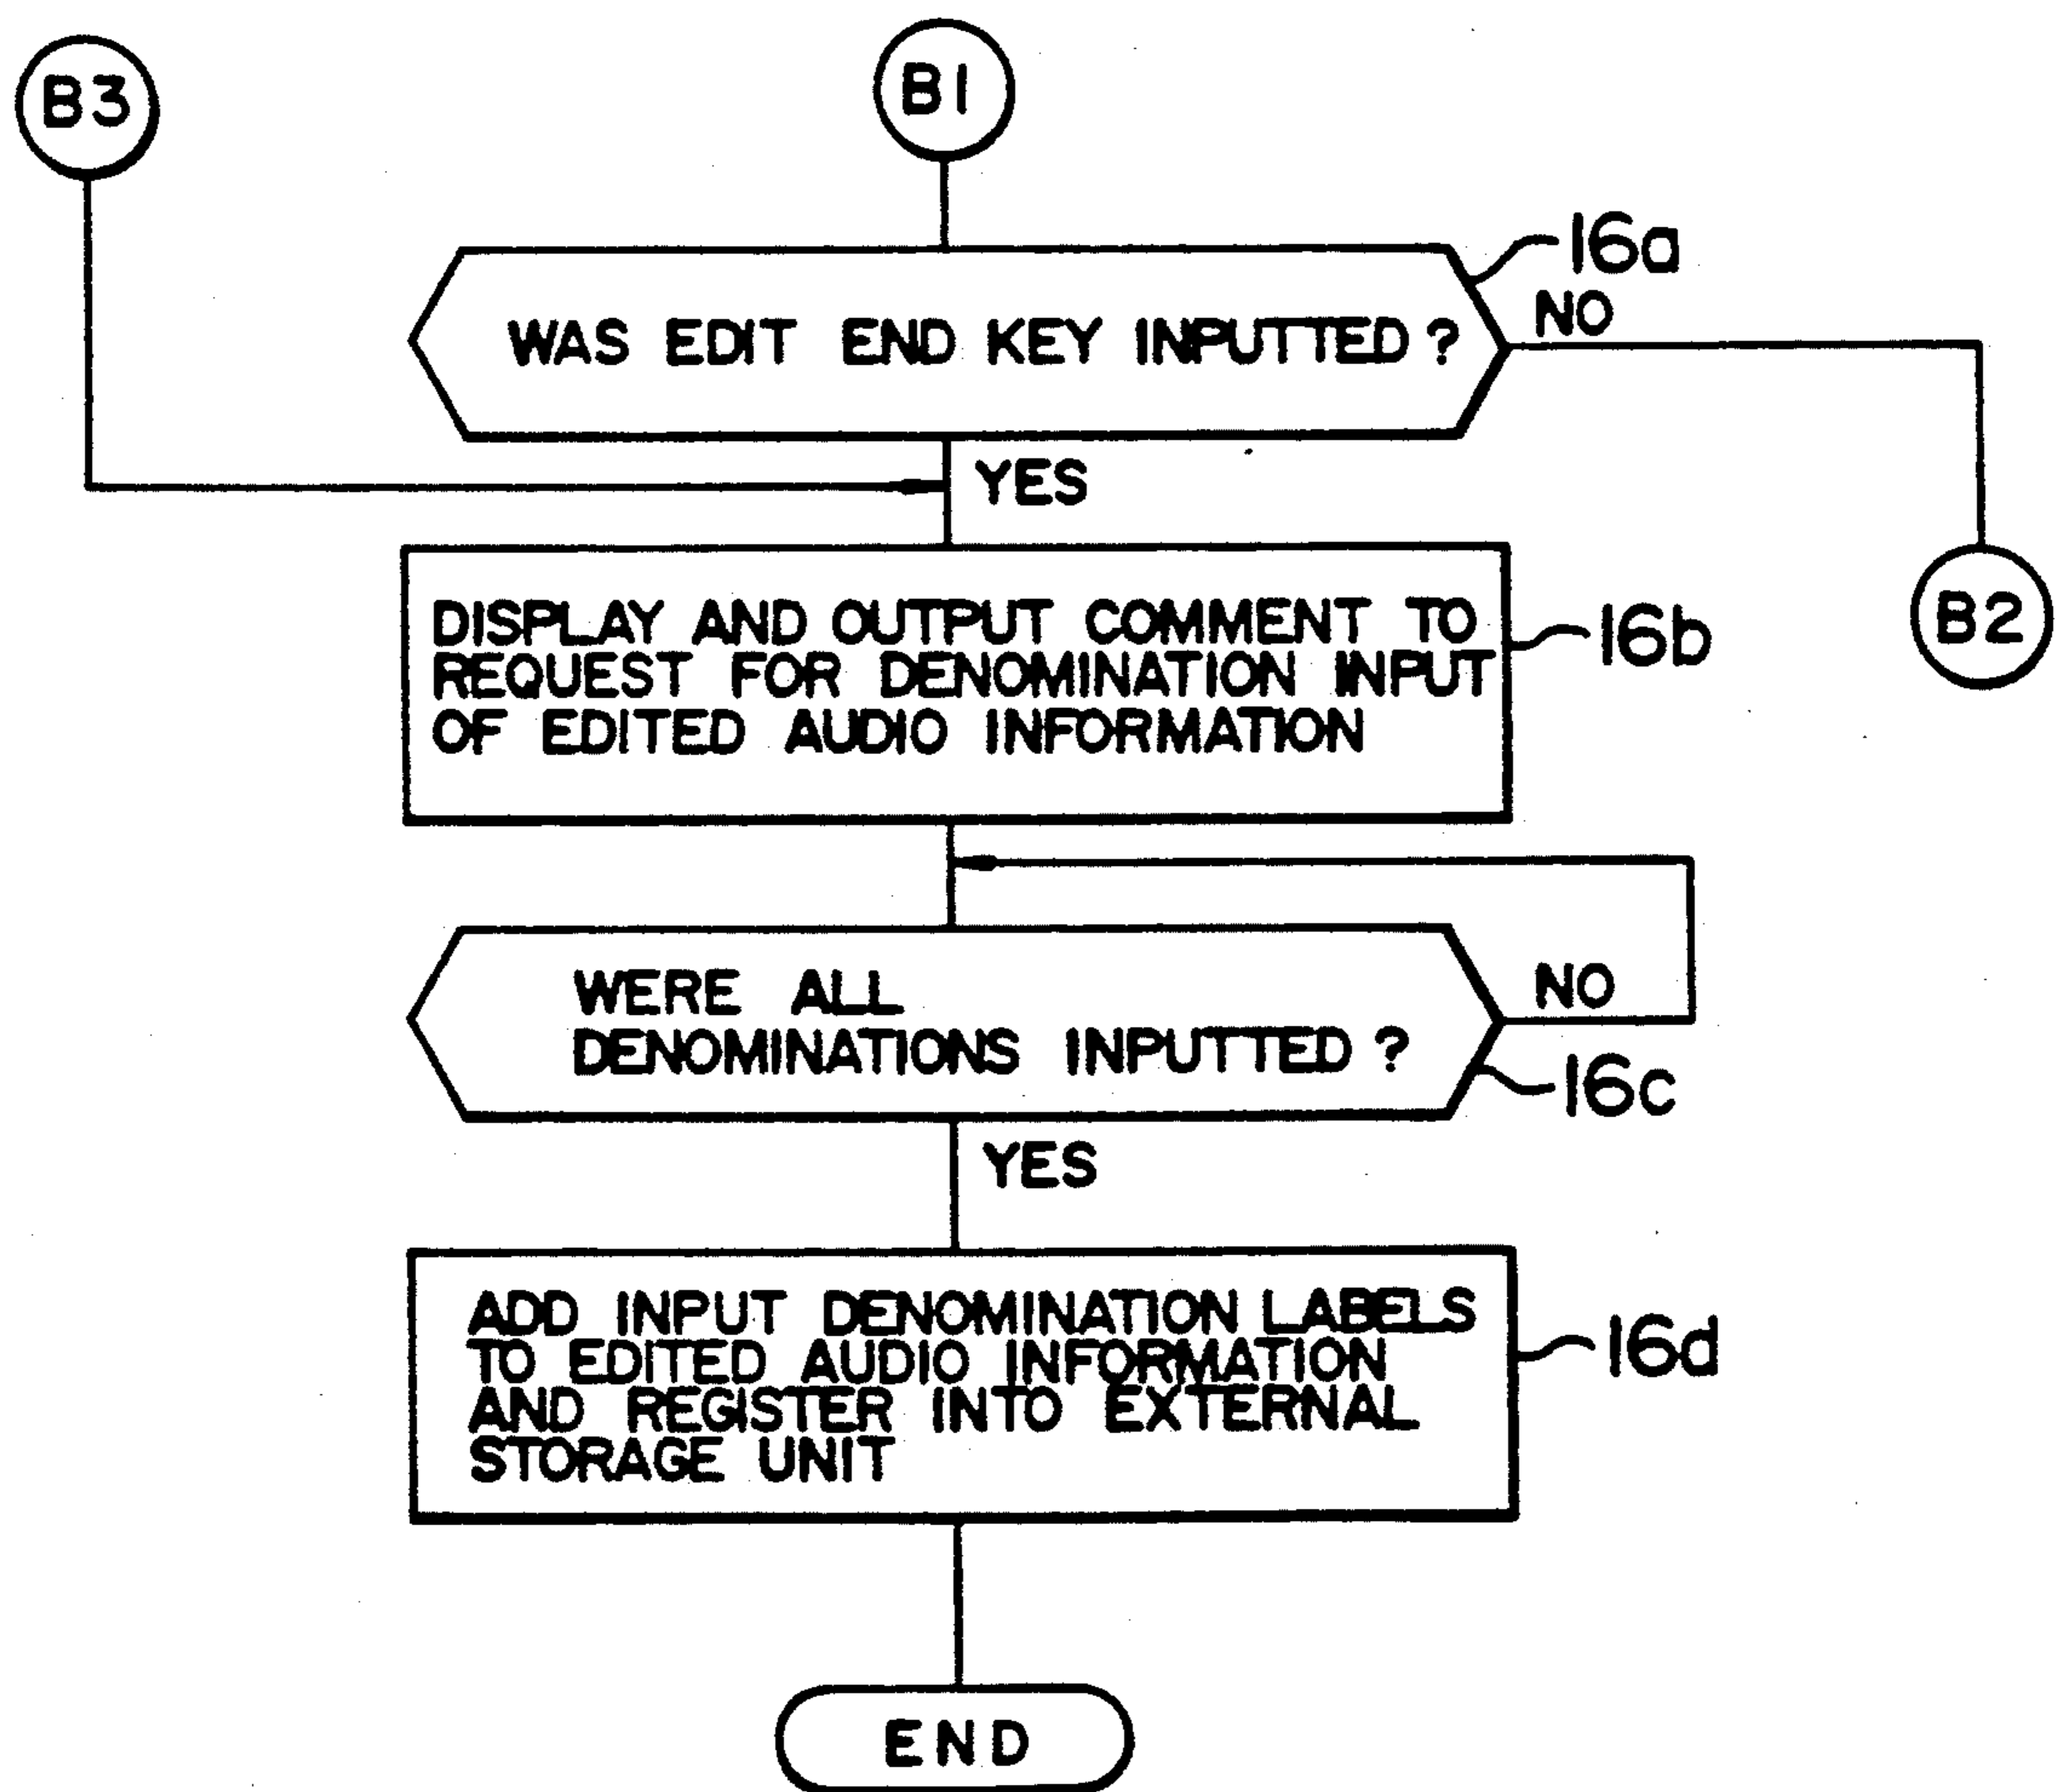 B3
B1
16a
NO
WAS EDIT END KEY INPUTTED ?
YES
DISPLAY AND OUTPUT COMMENT TO
REQUEST FOR DENOMINATION INPUT
OF EDITED AUDIO INFORMATION
16b
B2
WERE ALL
DENOMINATIONS INPUTTED ?
NO
16c
YES
ADD INPUT DENOMINATION LABELS
TO EDITED AUDIO INFORMATION
AND REGISTER INTO EXTERNAL
STORAGE UNIT
16d
END